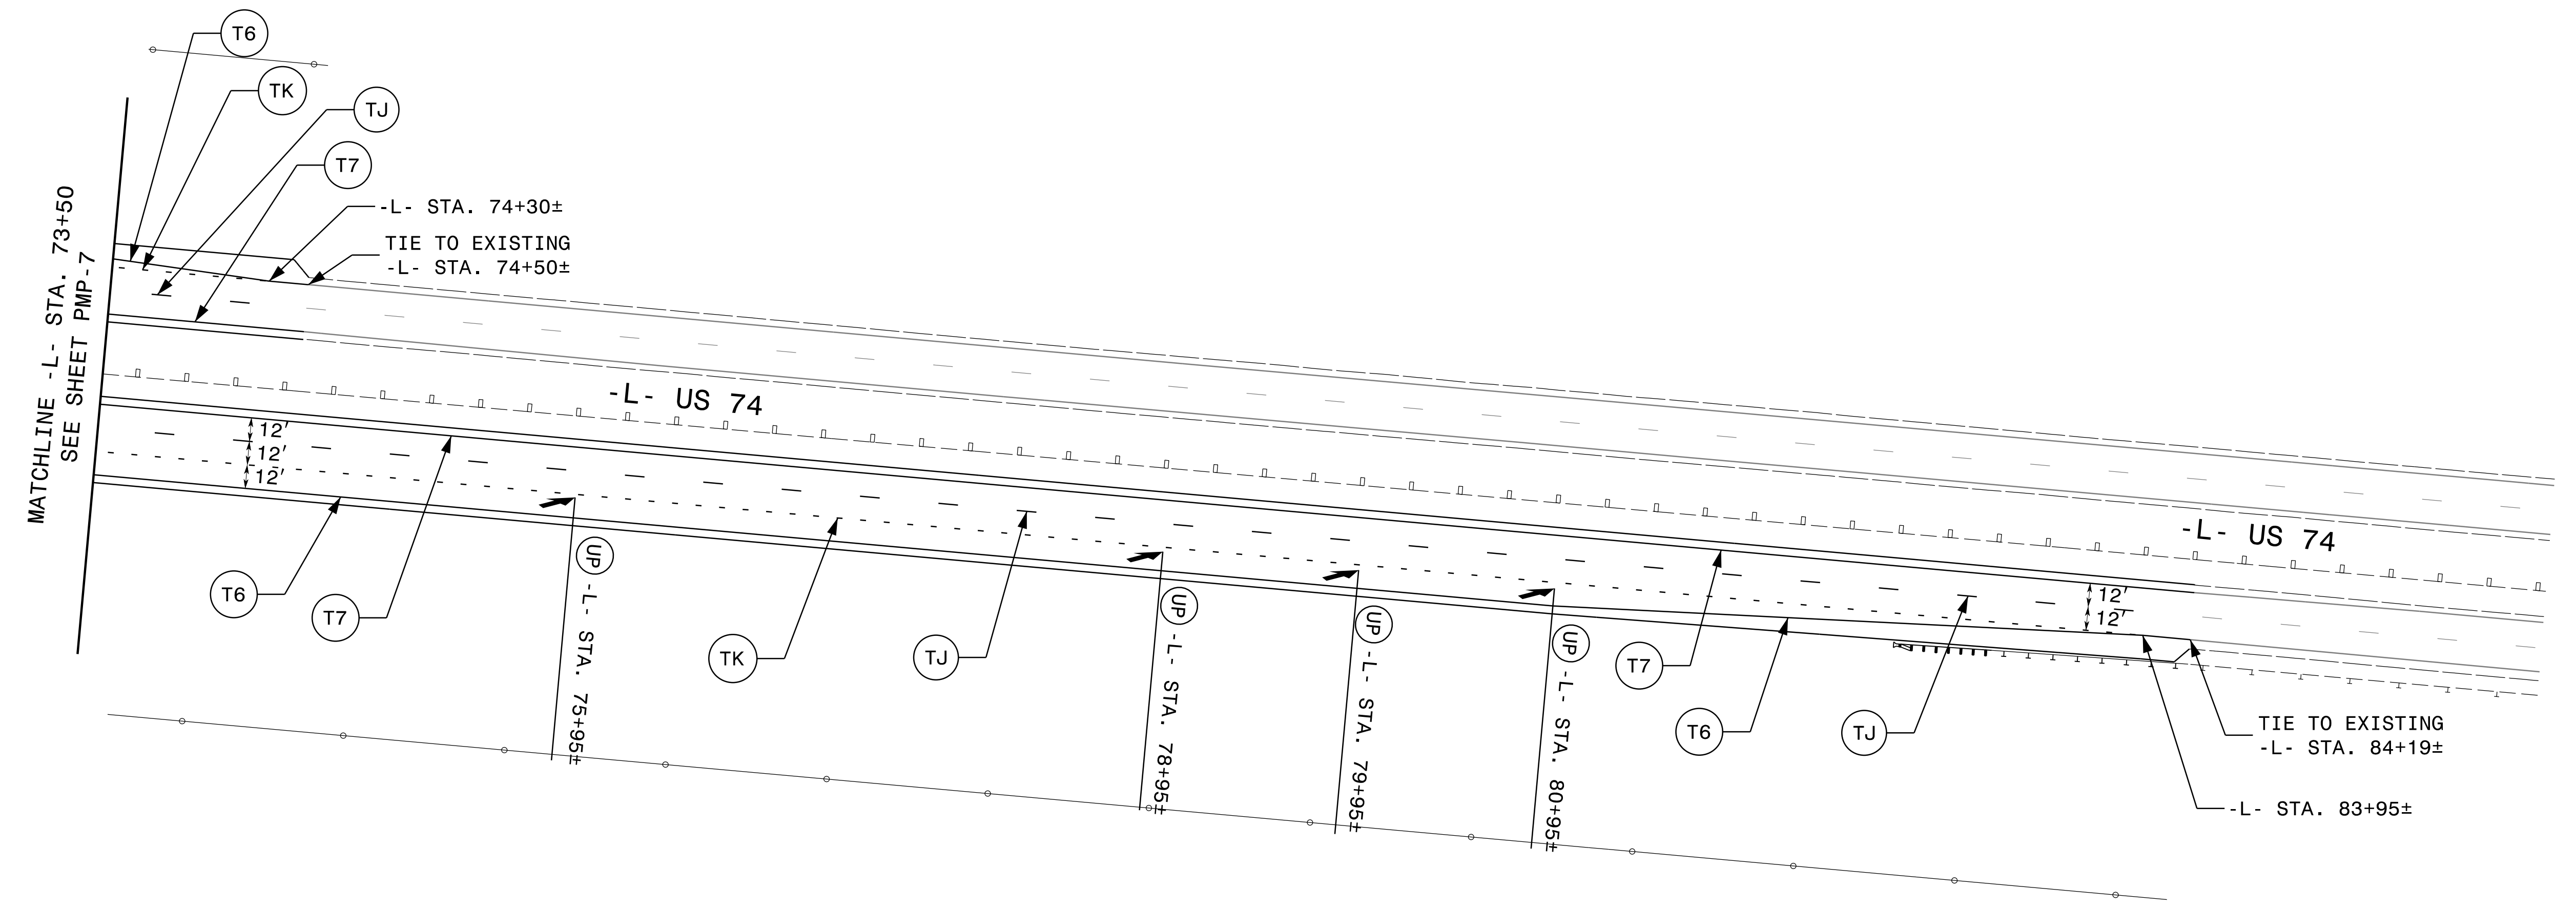 T6
TK
TJ
T7
-L- STA. 74+30±
TIE TO EXISTING
-L- STA. 74+50±
MATCHLINE -L- STA. 73+50
SEE SHEET PMP-7
-L- US 74
12'
12'
12'
-L- US 74
12'
12'
T6
T7
UP -L- STA. 75+95±
TK
TJ
UP -L- STA. 78+95±
UP -L- STA. 79+95±
UP -L- STA. 80+95±
T7
T6
TJ
TIE TO EXISTING
-L- STA. 84+19±
-L- STA. 83+95±